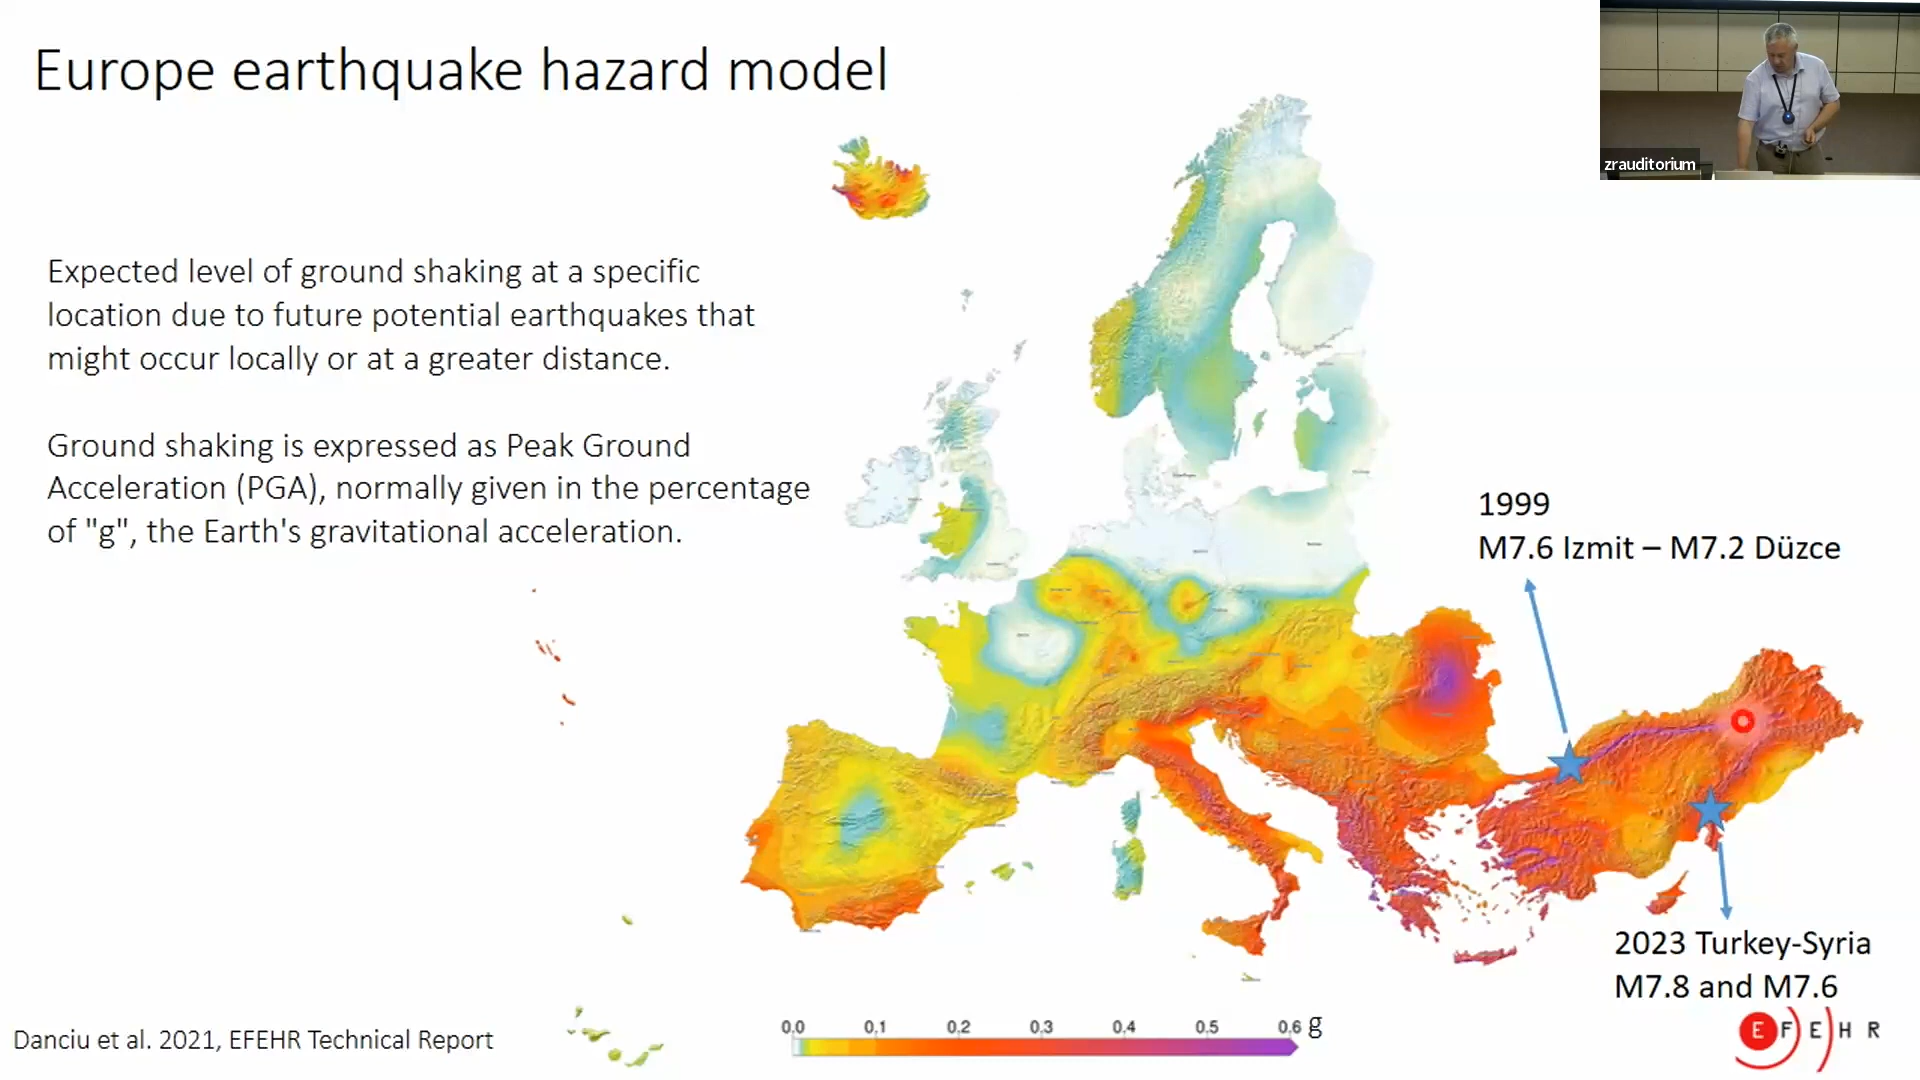 Europe earthquake hazard model
zrauditorium
Expected level of ground shaking at a specific
location due to future potential earthquakes that
might occur locally or at a greater distance.
Ground shaking is expressed as Peak Ground
Acceleration (PGA), normally given in the percentage
of "g", the Earth's gravitational acceleration.
1999
M7.6 Izmit – M7.2 Düzce
2023 Turkey-Syria
M7.8 and M7.6
0.0 0.1 0.2 0.3 0.4 0.5 0.6 g
Danciu et al. 2021, EFEHR Technical Report
E F E H R